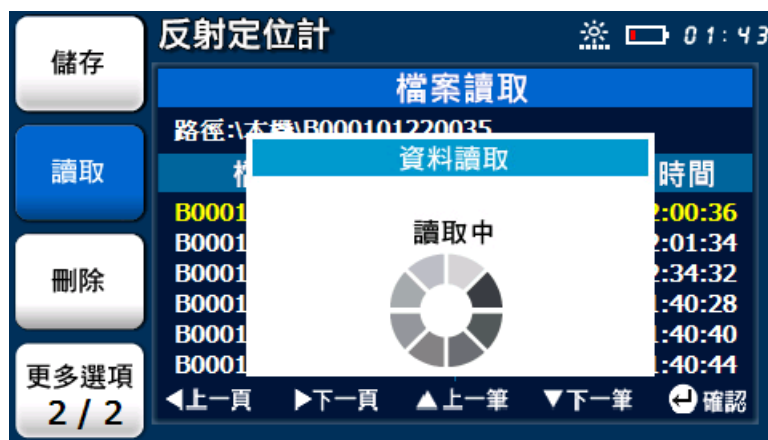 反射定位計
01:43
儲存
讀取
刪除
更多選項
2 / 2
檔案讀取
路徑:\本機\B000101220035
資料讀取
讀取中
時間
B0001
2:00:36
B0001
2:01:34
B0001
2:34:32
B0001
:40:28
B0001
:40:40
B0001
:40:44
◀上一頁 ▶下一頁 ▲上一筆 ▼下一筆 確認